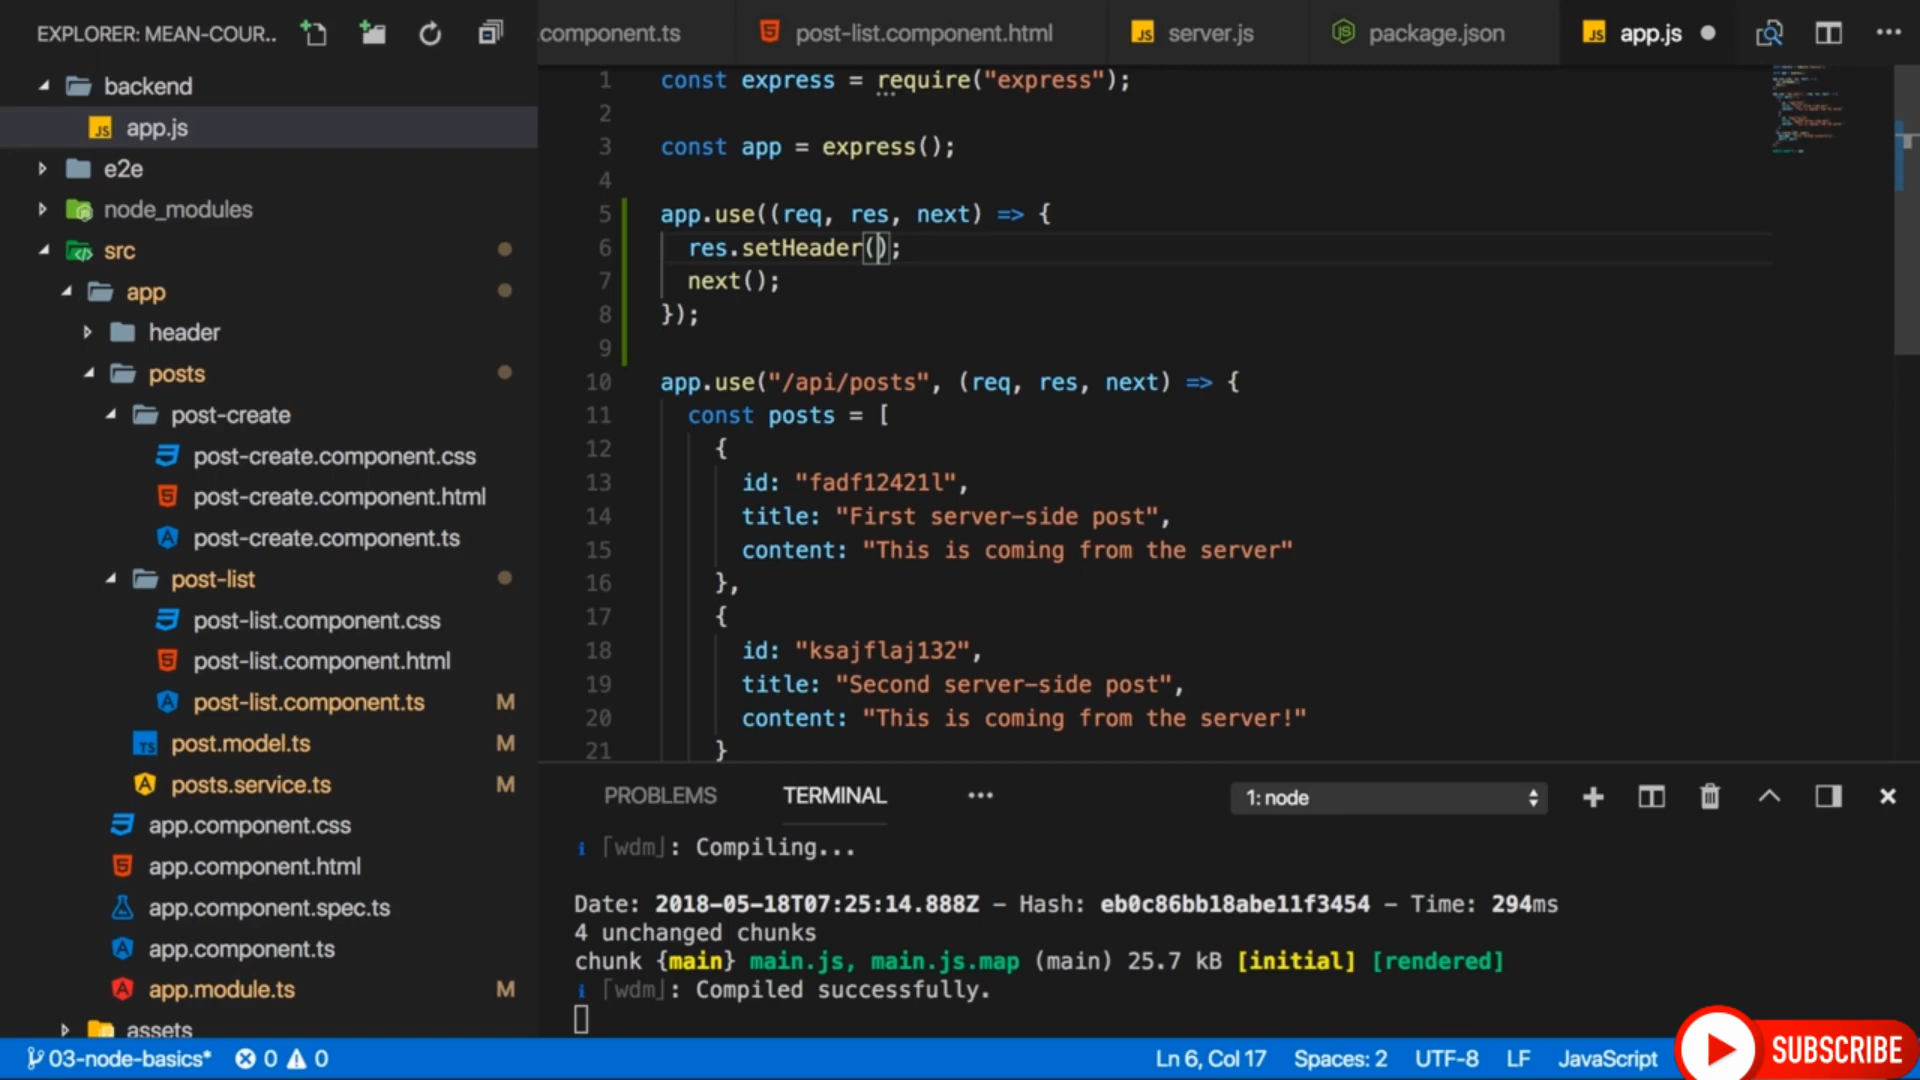 EXPLORER: MEAN-COUR..
backend
app.js
e2e
node_modules
src
app
header
posts
post-create
post-create.component.css
post-create.component.html
post-create.component.ts
post-list
post-list.component.css
post-list.component.html
post-list.component.ts M
post.model.ts M
posts.service.ts M
app.component.css
app.component.html
app.component.spec.ts
app.component.ts
app.module.ts M
assets
.component.ts post-list.component.html JS server.js package.json JS app.js
1 const express = require("express");
2
3 const app = express();
4
5 app.use((req, res, next) => {
6 res.setHeader();
7 next();
8 });
9
10 app.use("/api/posts", (req, res, next) => {
11 const posts = [
12 {
13 id: "fadf12421l",
14 title: "First server-side post",
15 content: "This is coming from the server"
16 },
17 {
18 id: "ksajflaj132",
19 title: "Second server-side post",
20 content: "This is coming from the server!"
21 }
PROBLEMS TERMINAL ••• 1: node
i ｢wdm｣: Compiling...
Date: 2018-05-18T07:25:14.888Z - Hash: eb0c86bb18abe11f3454 - Time: 294ms
4 unchanged chunks
chunk {main} main.js, main.js.map (main) 25.7 kB [initial] [rendered]
i ｢wdm｣: Compiled successfully.
03-node-basics* 0 0 Ln 6, Col 17 Spaces: 2 UTF-8 LF JavaScript
SUBSCRIBE